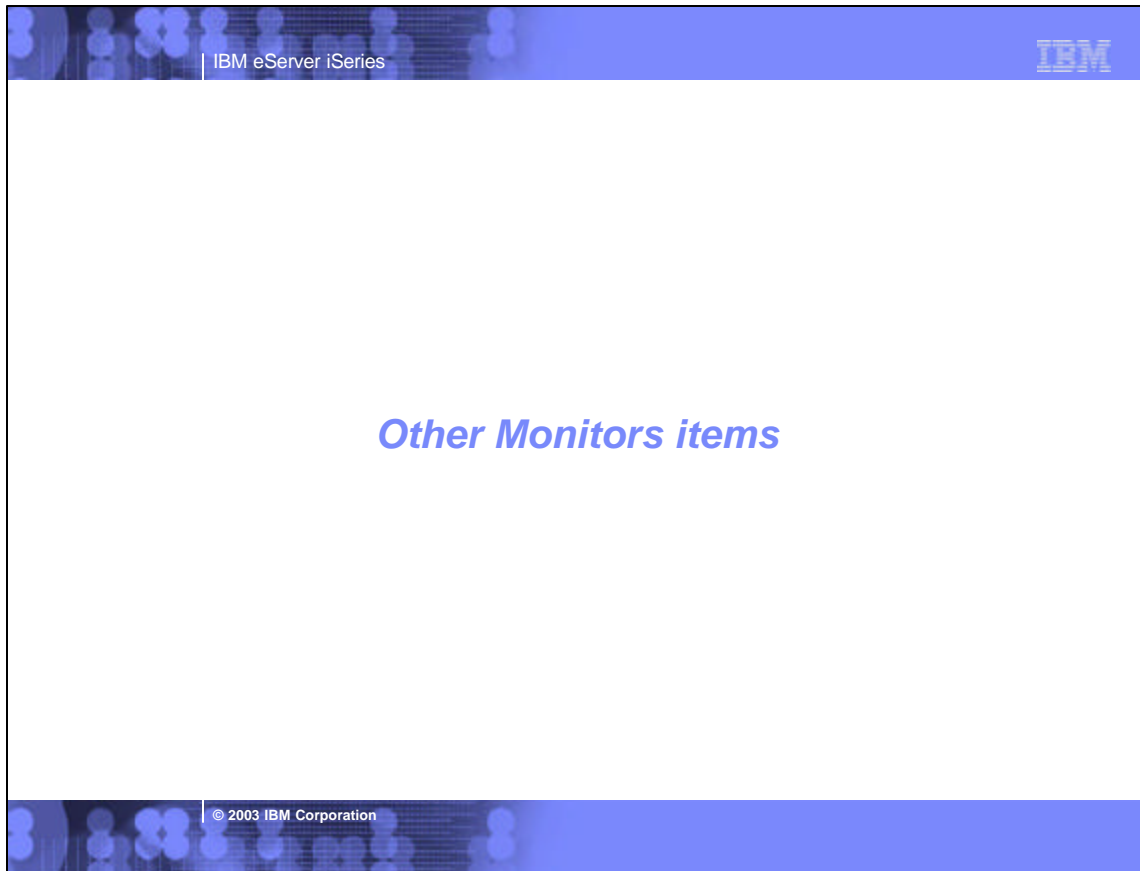 IBM eServer iSeries
IBM
Other Monitors items
© 2003 IBM Corporation